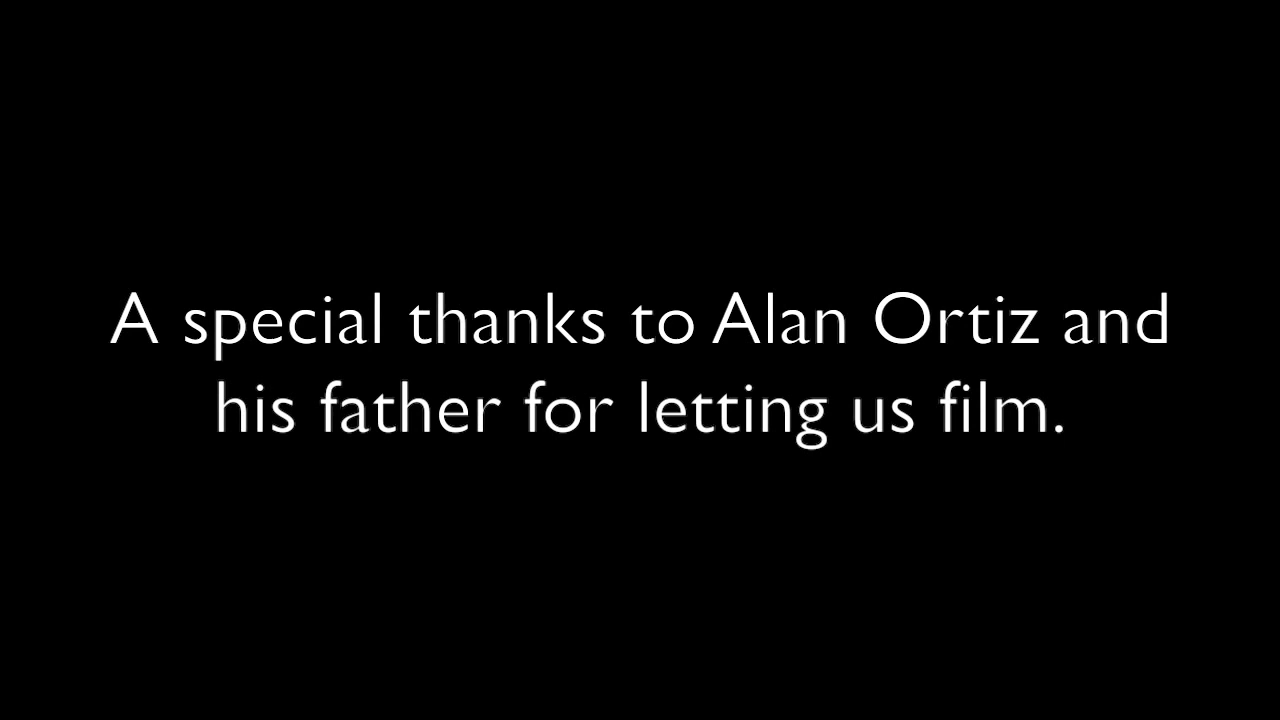 A special thanks to Alan Ortiz and
his father for letting us film.